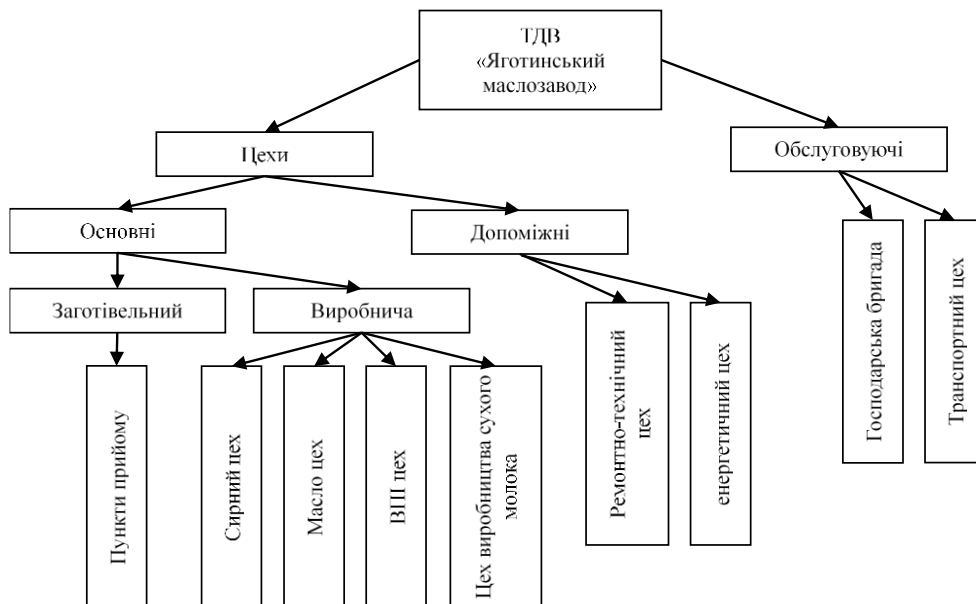 ТДВ
«Яготинський
маслозавод»
Цехи
Обслуговуючі
Основні
Допоміжні
Заготівельний
Виробнича
Пункти прийому
Сирний цех
Масло цех
ВПІ цех
Цех виробництва сухого
молока
Ремонтно-технічний
цех
енергетичний цех
Господарська бригада
Транспортний цех